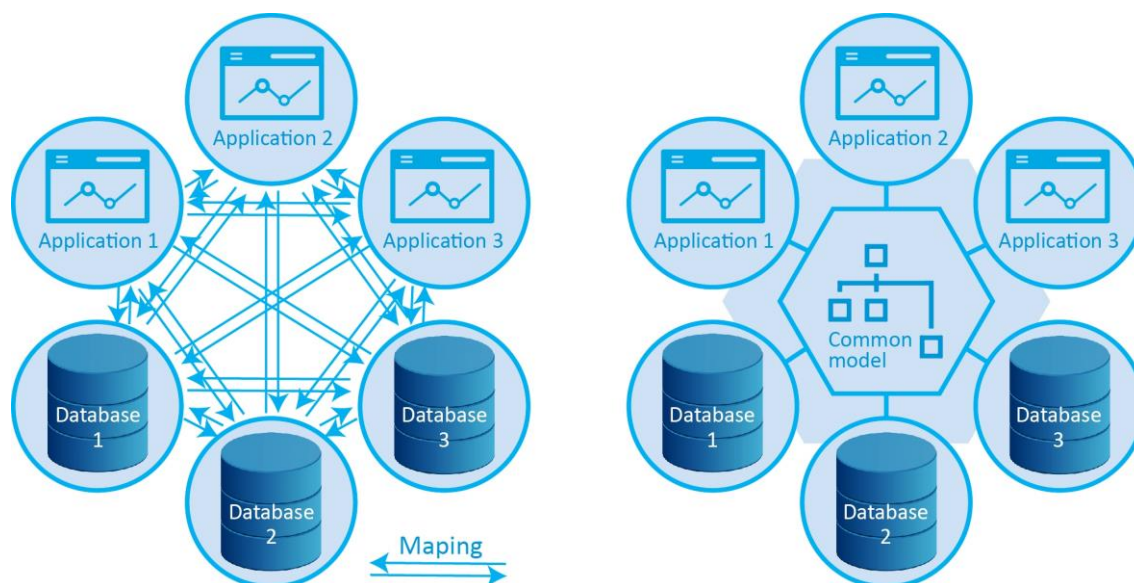 Application 2
Application 1
Application 3
Database
1
Database
3
Database
2
Maping
Application 2
Application 1
Application 3
Common
model
Database
1
Database
3
Database
2